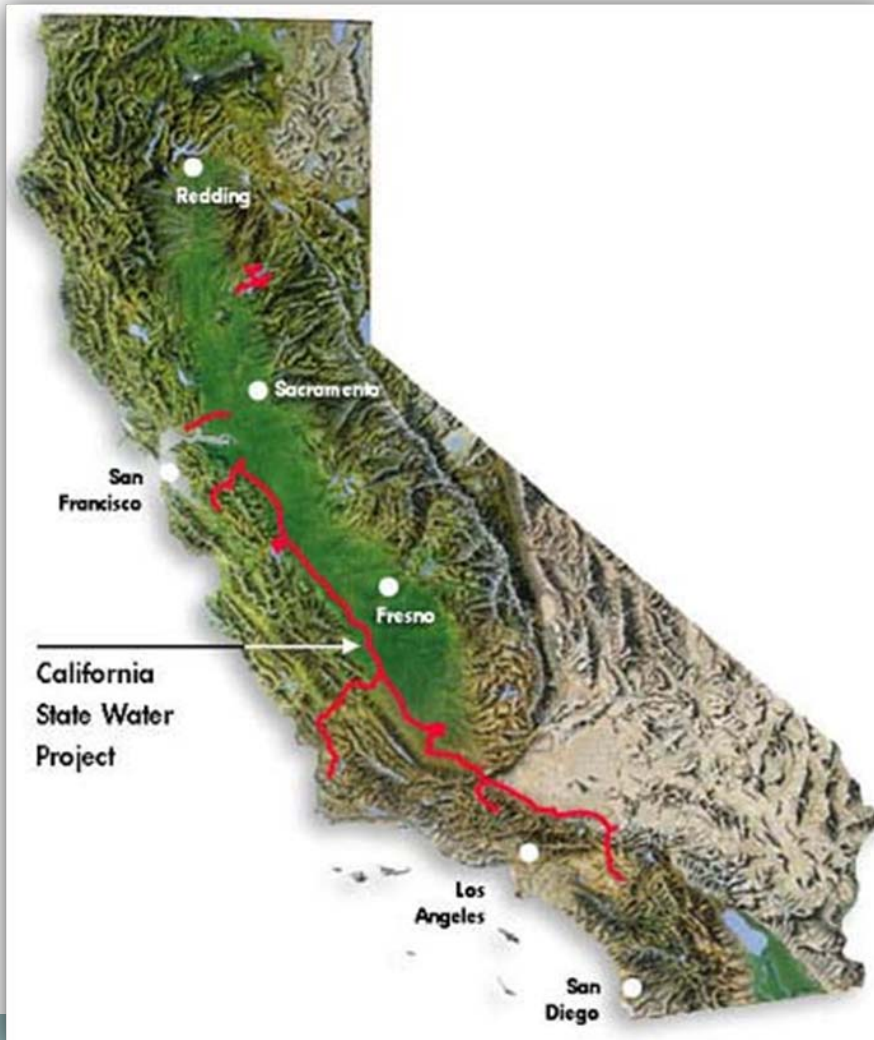 Redding
Sacramento
San
Francisco
Fresno
California
State Water
Project
Los
Angeles
San
Diego